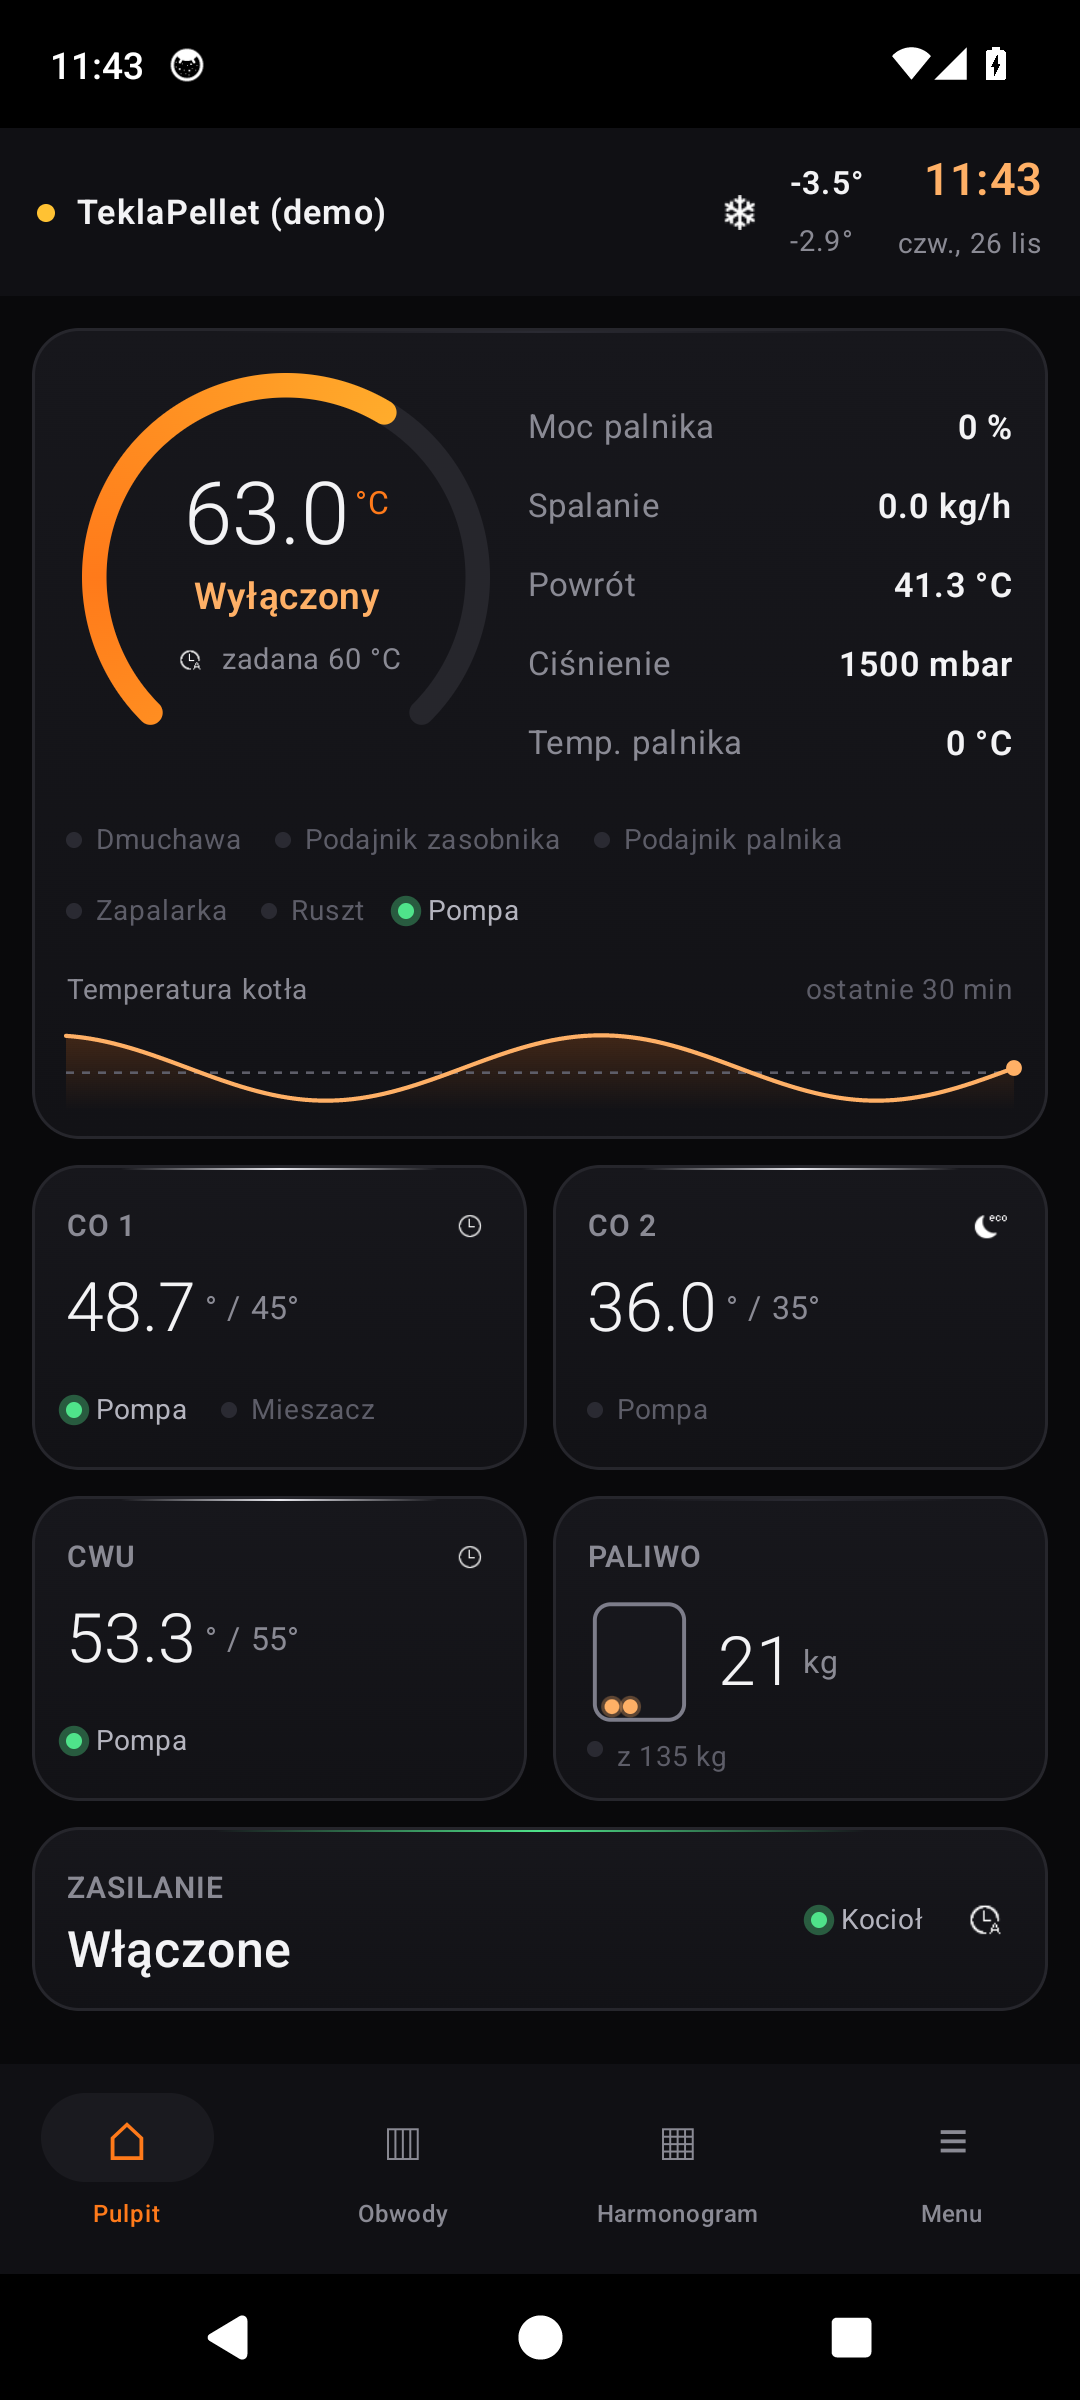 11:43
TeklaPellet (demo)
-3.5°
-2.9°
11:43
czw., 26 lis
63.0 °C
Wyłączony
zadana 60 °C
Moc palnika 0 %
Spalanie 0.0 kg/h
Powrót 41.3 °C
Ciśnienie 1500 mbar
Temp. palnika 0 °C
Dmuchawa Podajnik zasobnika Podajnik palnika
Zapalarka Ruszt Pompa
Temperatura kotła ostatnie 30 min
CO 1
48.7 ° / 45°
Pompa Mieszacz
CO 2 eco
36.0 ° / 35°
Pompa
CWU
53.3 ° / 55°
Pompa
PALIWO
21 kg
z 135 kg
ZASILANIE
Włączone
Kocioł A
Pulpit Obwody Harmonogram Menu